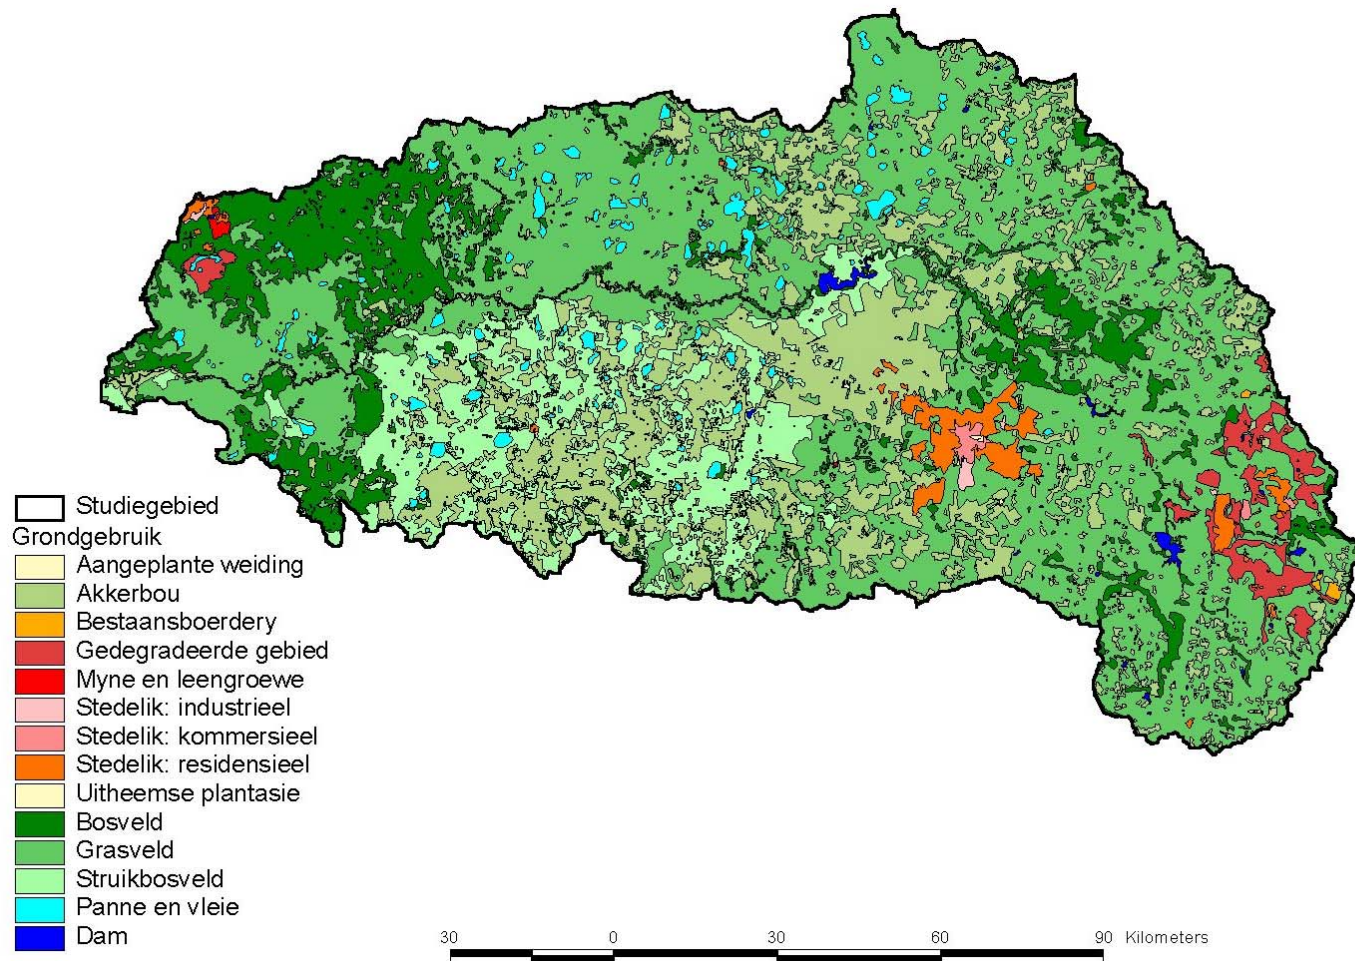 Studiegebied
Grondgebruik
Aangeplante weiding
Akkerbou
Bestaansboerdery
Gedegradeerde gebied
Myne en leengroewe
Stedelik: industrieel
Stedelik: kommersieel
Stedelik: residensieel
Uitheemse plantasie
Bosveld
Grasveld
Struikbosveld
Panne en vleie
Dam
30 0 30 60 90 Kilometers